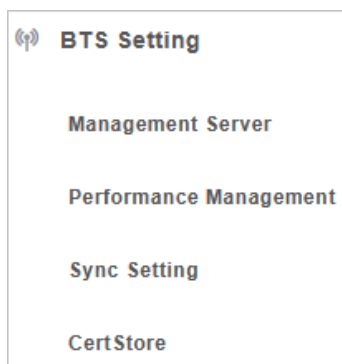 BTS Setting
Management Server
Performance Management
Sync Setting
CertStore